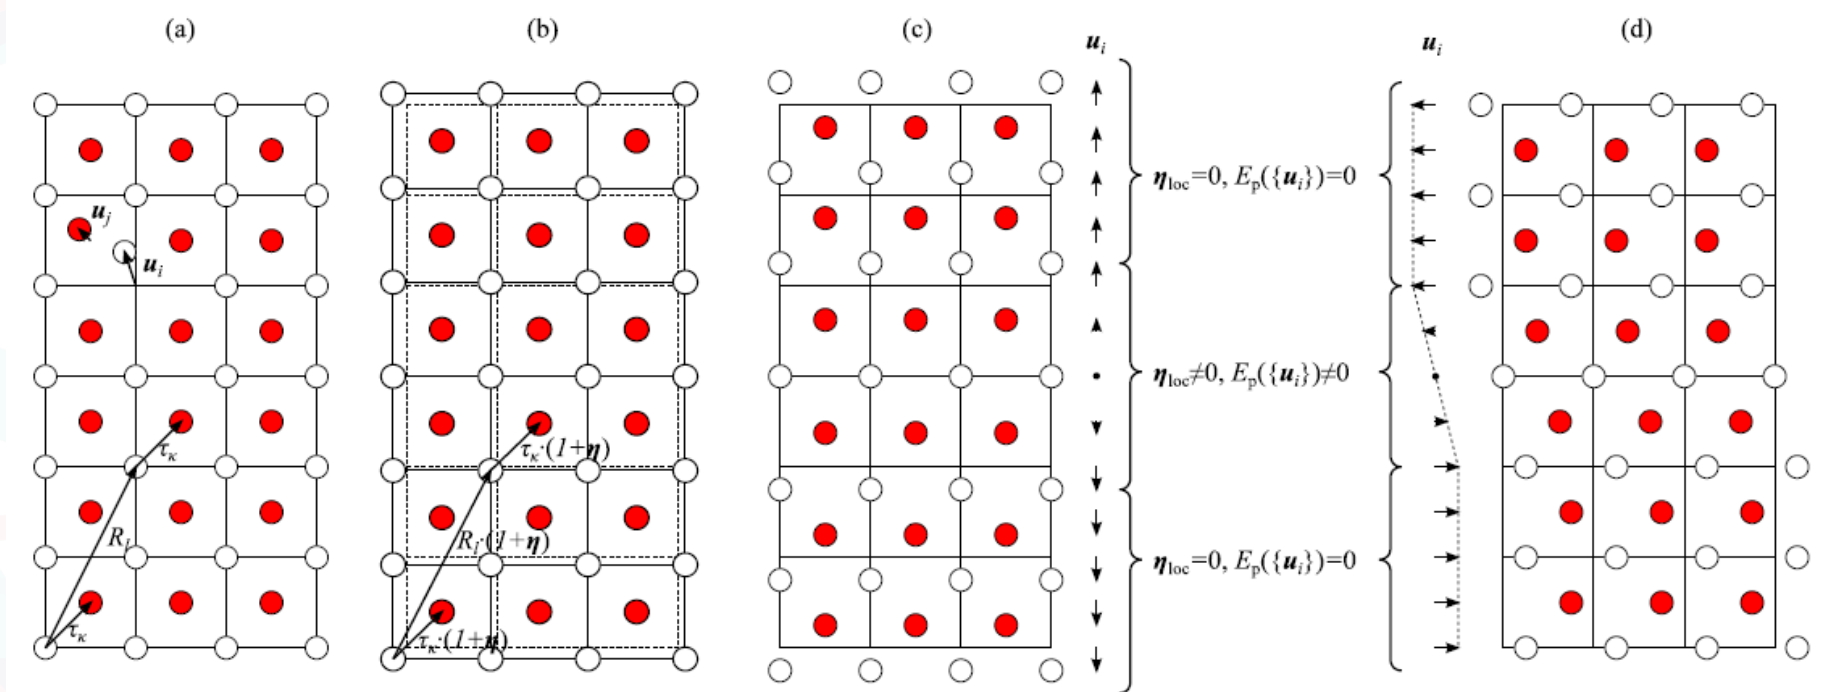 (a)
(b)
(c)
(d)
u_i
u_i
u_j
u_i
η_loc=0, E_p({u_i})=0
η_loc≠0, E_p({u_i})≠0
η_loc=0, E_p({u_i})=0
τ_κ
R_l
τ_κ
τ_κ·(1+η)
R_l·(1+η)
τ_κ·(1+η)